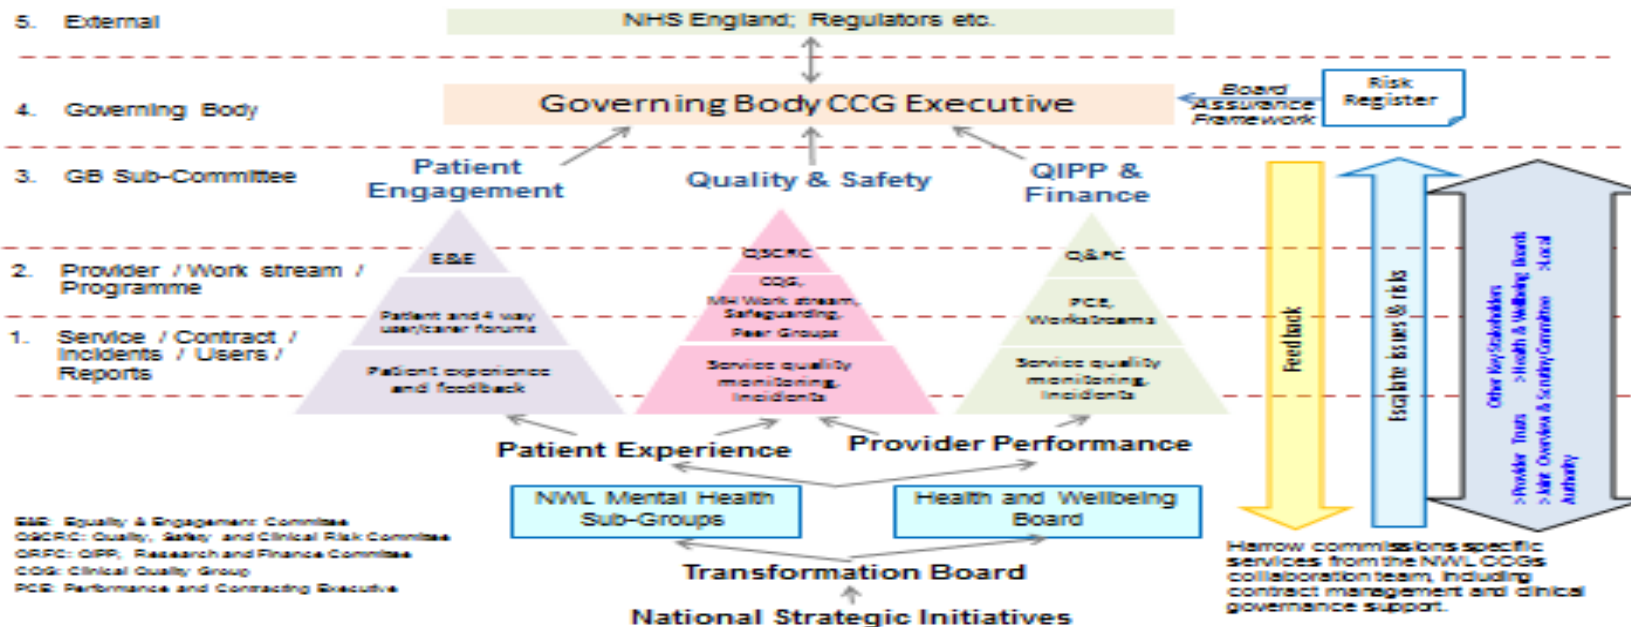 5. External
NHS England; Regulators etc.
4. Governing Body
Governing Body CCG Executive
Board
Assurance
Framework
Risk
Register
3. GB Sub-Committee
Patient
Engagement
Quality & Safety
QIPP &
Finance
2. Provider / Work stream /
Programme
E&E
QSCRC
CQG,
MH Work stream,
Safeguarding,
Peer Groups
PCE,
Workstreams
1. Service / Contract /
Incidents / Users /
Reports
Patient and 4 way
user/carer forums
Patient experience
and feedback
Service quality
monitoring,
Incidents
Service quality
monitoring,
Incidents
Feedback
Escalate issues & risks
Other Key Stakeholders
>Provider Trusts >Health & Wellbeing Boards
>Joint Overview & Scrutiny Committee >Local
Authority
Patient Experience
Provider Performance
NWL Mental Health
Sub-Groups
Health and Wellbeing
Board
Transformation Board
National Strategic Initiatives
E&E: Equality & Engagement Committee
QSCRC: Quality, Safety and Clinical Risk Committee
QRFC: QIPP, Research and Finance Committee
CQG: Clinical Quality Group
PCE: Performance and Contracting Executive
Harrow commissions specific
services from the NWL CCGs
collaboration team, including
contract management and clinical
governance support.